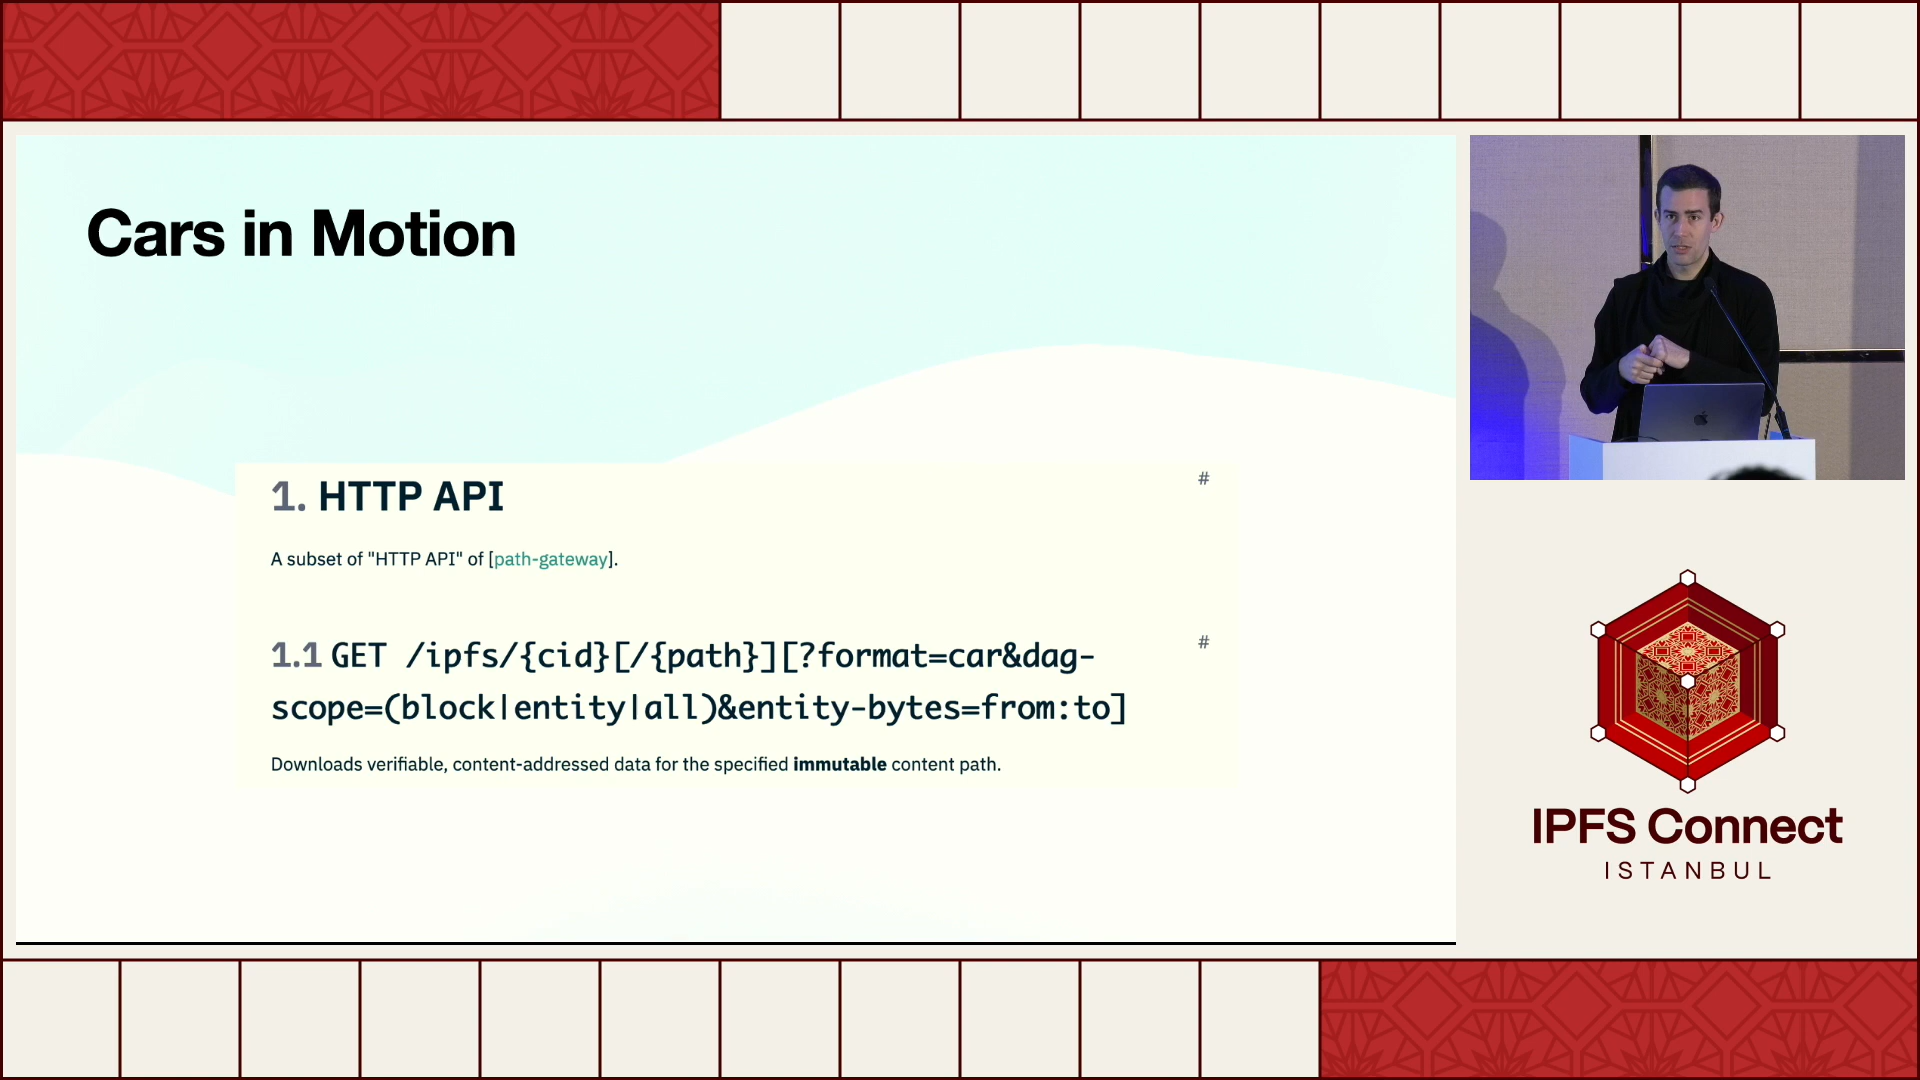 Cars in Motion
1. HTTP API #
A subset of "HTTP API" of [path-gateway].
1.1 GET /ipfs/{cid}[/{path}][?format=car&dag- #
scope=(block|entity|all)&entity-bytes=from:to]
Downloads verifiable, content-addressed data for the specified immutable content path.
IPFS Connect
ISTANBUL